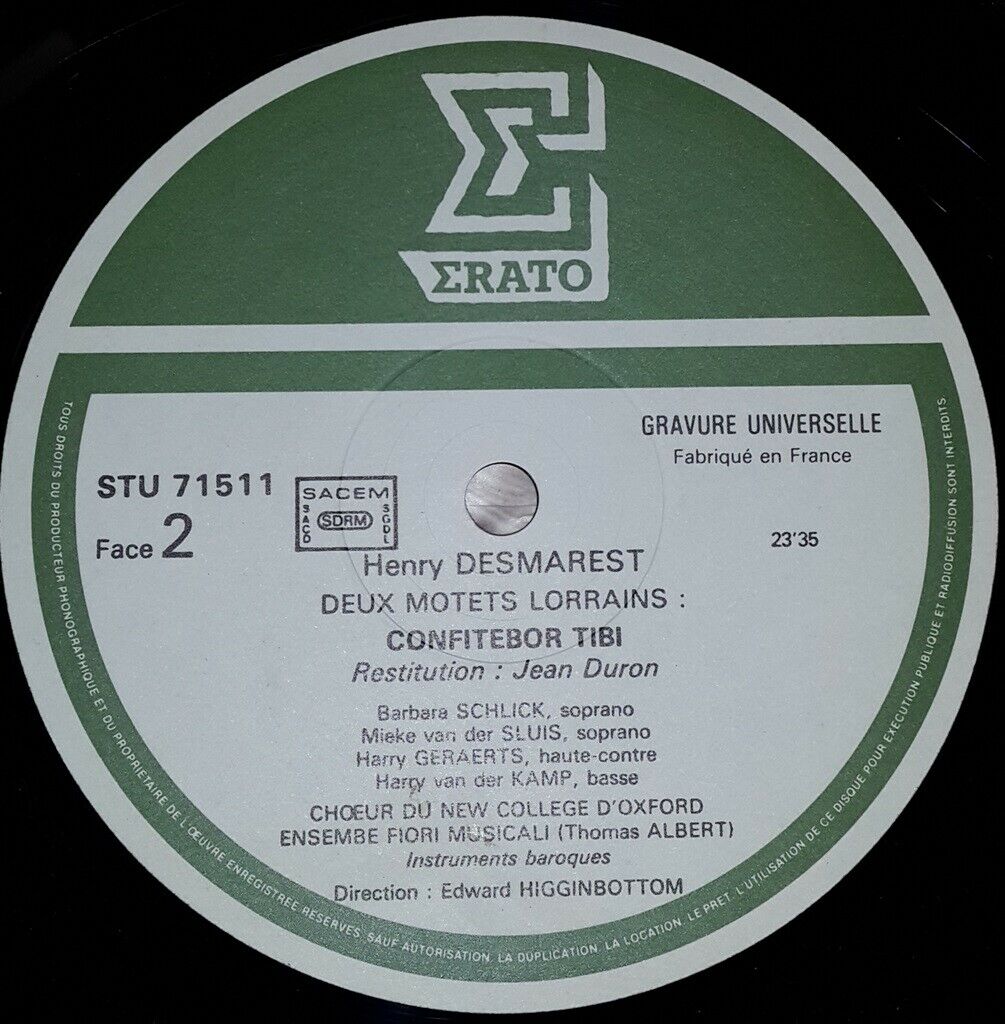 ΣRATO
GRAVURE UNIVERSELLE
Fabriqué en France
STU 71511
Face 2
SACEM
SACD
SDRM
SGDL
23'35
Henry DESMAREST
DEUX MOTETS LORRAINS :
CONFITEBOR TIBI
Restitution : Jean Duron
Barbara SCHLICK, soprano
Mieke van der SLUIS, soprano
Harry GERAERTS, haute-contre
Harry van der KAMP, basse
CHŒUR DU NEW COLLEGE D'OXFORD
ENSEMBE FIORI MUSICALI (Thomas ALBERT)
Instruments baroques
Direction : Edward HIGGINBOTTOM
TOUS DROITS DU PRODUCTEUR PHONOGRAPHIQUE ET DU PROPRIETAIRE DE L'ŒUVRE ENREGISTREE RESERVES. SAUF AUTORISATION, LA DUPLICATION, LA LOCATION, LE PRET, L'UTILISATION DE CE DISQUE POUR EXECUTION PUBLIQUE ET RADIODIFFUSION SONT INTERDITS